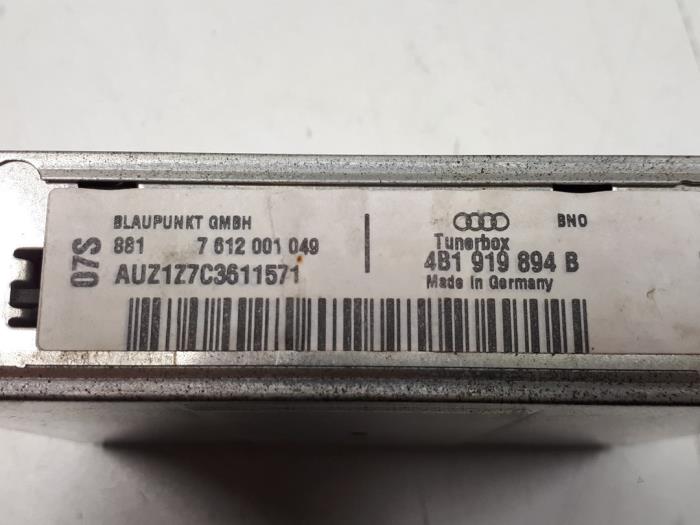 07S
BLAUPUNKT GMBH
881 7 612 001 049
AUZ1Z7C3611571
BNO
Tunerbox
4B1 919 894 B
Made in Germany